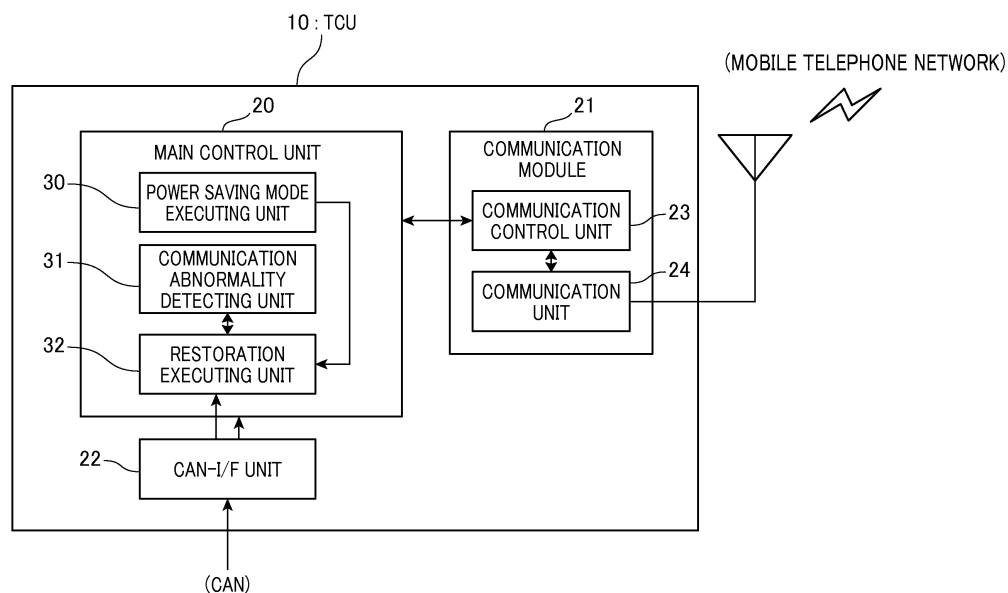 10 : TCU
(MOBILE TELEPHONE NETWORK)
20
21
MAIN CONTROL UNIT
COMMUNICATION
MODULE
30
POWER SAVING MODE
EXECUTING UNIT
COMMUNICATION
CONTROL UNIT
23
31
COMMUNICATION
ABNORMALITY
DETECTING UNIT
24
COMMUNICATION
UNIT
32
RESTORATION
EXECUTING UNIT
22
CAN-I/F UNIT
(CAN)